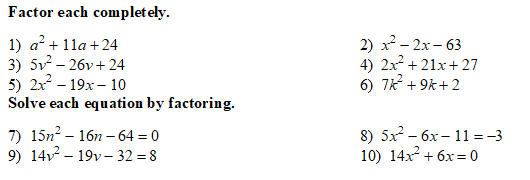 Factor each completely.
1) a² + 11a + 24 2) x² – 2x – 63
3) 5v² – 26v + 24 4) 2x² + 21x + 27
5) 2x² – 19x – 10 6) 7k² + 9k + 2
Solve each equation by factoring.
7) 15n² – 16n – 64 = 0 8) 5x² – 6x – 11 = –3
9) 14v² – 19v – 32 = 8 10) 14x² + 6x = 0